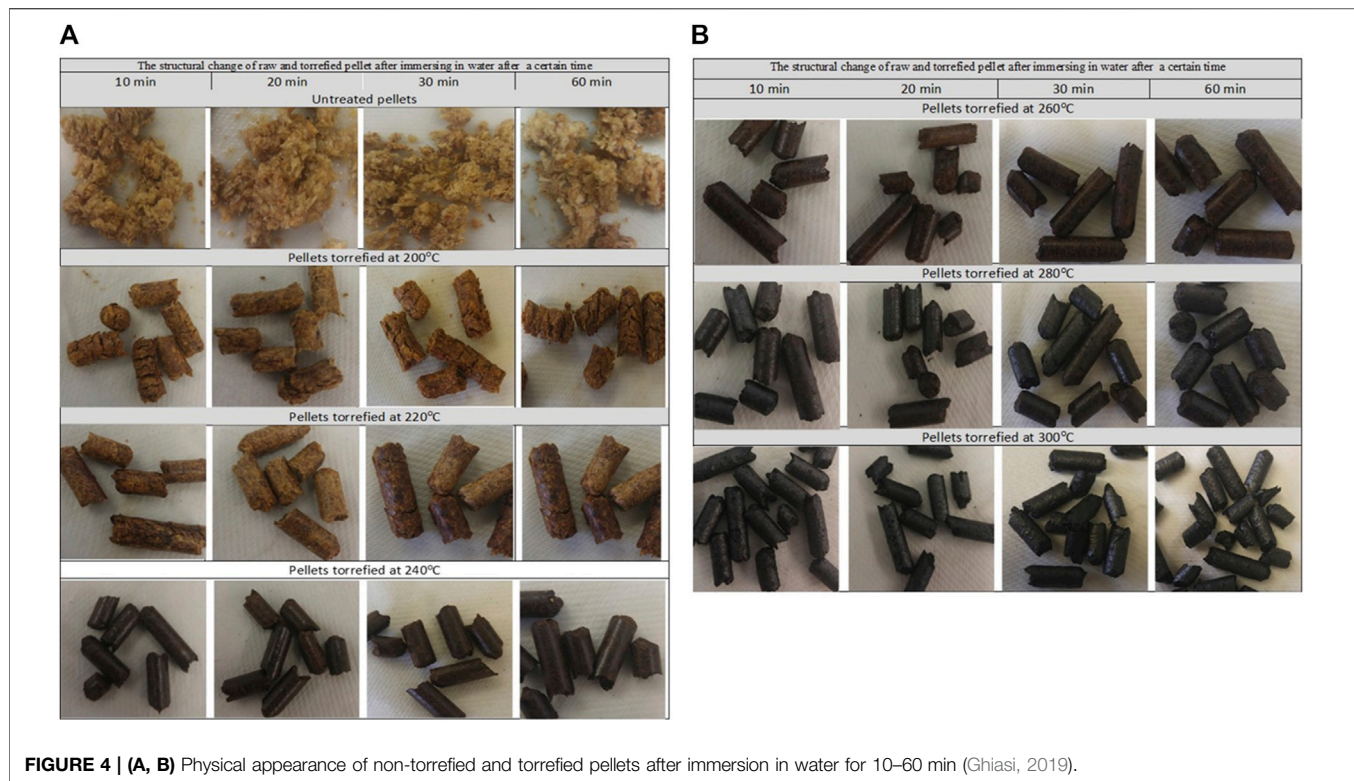 A
The structural change of raw and torrefied pellet after immersing in water after a certain time
10 min 20 min 30 min 60 min
Untreated pellets
Pellets torrefied at 200°C
Pellets torrefied at 220°C
Pellets torrefied at 240°C
B
The structural change of raw and torrefied pellet after immersing in water after a certain time
10 min 20 min 30 min 60 min
Pellets torrefied at 260°C
Pellets torrefied at 280°C
Pellets torrefied at 300°C
FIGURE 4 | (A, B) Physical appearance of non-torrefied and torrefied pellets after immersion in water for 10–60 min (Ghiasi, 2019).